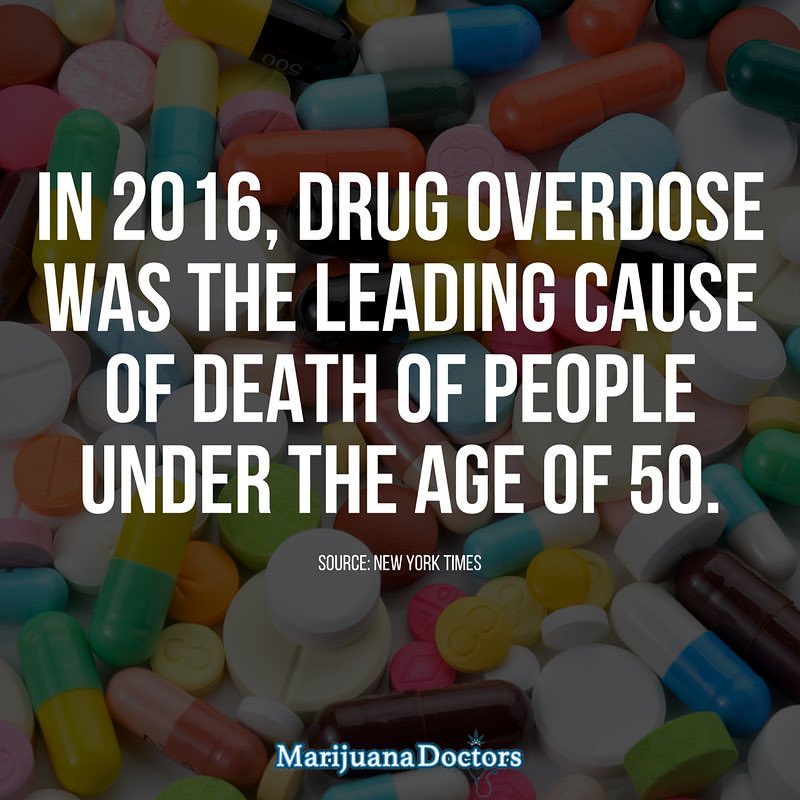 IN 2016, DRUG OVERDOSE
WAS THE LEADING CAUSE
OF DEATH OF PEOPLE
UNDER THE AGE OF 50.
SOURCE: NEW YORK TIMES
MarijuanaDoctors
500